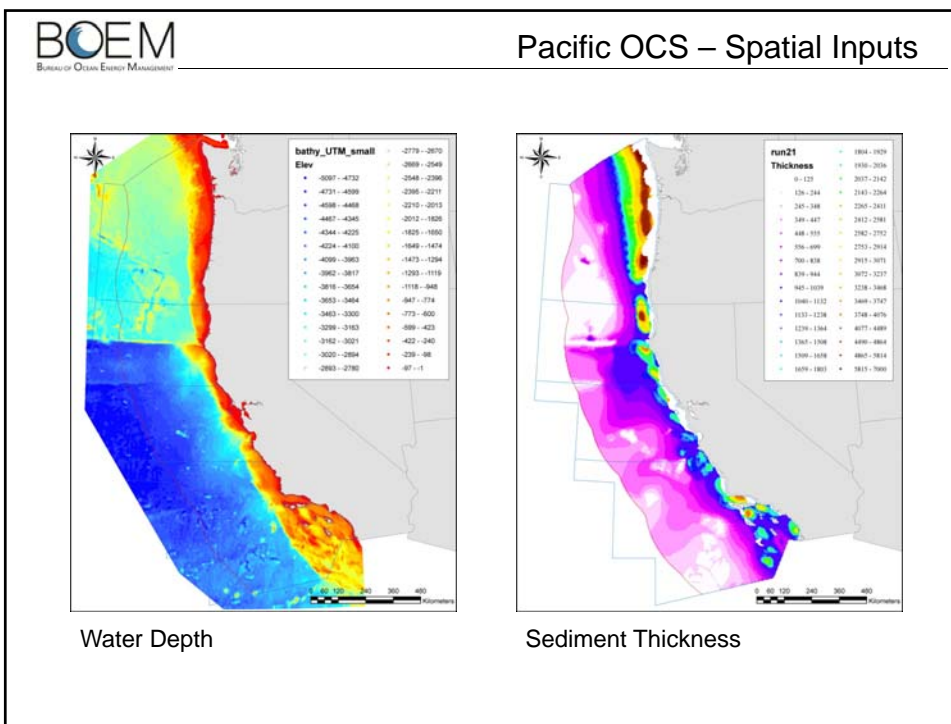 BOEM
BUREAU OF OCEAN ENERGY MANAGEMENT
Pacific OCS – Spatial Inputs
bathy_UTM_small
Elev
-5097 - -4732
-4731 - -4599
-4598 - -4468
-4467 - -4345
-4344 - -4225
-4224 - -4100
-4099 - -3963
-3962 - -3817
-3816 - -3654
-3653 - -3464
-3463 - -3300
-3299 - -3163
-3162 - -3021
-3020 - -2894
-2893 - -2780
-2779 - -2670
-2669 - -2549
-2548 - -2396
-2395 - -2211
-2210 - -2013
-2012 - -1826
-1825 - -1650
-1649 - -1474
-1473 - -1294
-1293 - -1119
-1118 - -948
-947 - -774
-773 - -600
-599 - -423
-422 - -240
-239 - -98
-97 - -1
0 60 120 240 360 480
Kilometers
Water Depth
run21
Thickness
0 - 125
126 - 244
245 - 348
349 - 447
448 - 555
556 - 699
700 - 838
839 - 944
945 - 1039
1040 - 1132
1133 - 1238
1239 - 1364
1365 - 1508
1509 - 1658
1659 - 1803
1804 - 1929
1930 - 2036
2037 - 2142
2143 - 2264
2265 - 2411
2412 - 2581
2582 - 2752
2753 - 2914
2915 - 3071
3072 - 3237
3238 - 3468
3469 - 3747
3748 - 4076
4077 - 4489
4490 - 4864
4865 - 5814
5815 - 7000
0 60 120 240 360 480
Kilometers
Sediment Thickness